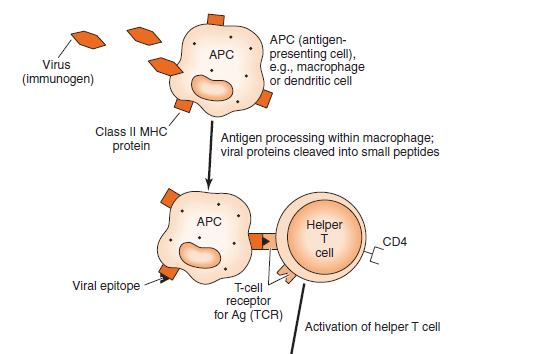 APC
APC (antigen-
presenting cell),
e.g., macrophage
or dendritic cell
Virus
(immunogen)
Class II MHC
protein
Antigen processing within macrophage;
viral proteins cleaved into small peptides
APC
Helper
T
cell
CD4
Viral epitope
T-cell
receptor
for Ag (TCR)
Activation of helper T cell